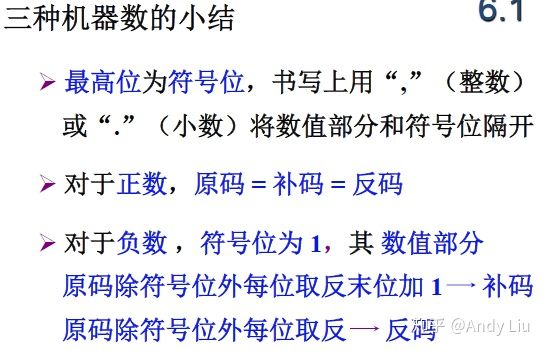 三种机器数的小结
6.1
➢ 最高位为符号位，书写上用“,”（整数）
或“.”（小数）将数值部分和符号位隔开
➢ 对于正数，原码 = 补码 = 反码
➢ 对于负数 ，符号位为 1，其 数值部分
原码除符号位外每位取反末位加 1→ 补码
原码除符号位外每位取反→ 反码
知乎 @Andy Liu